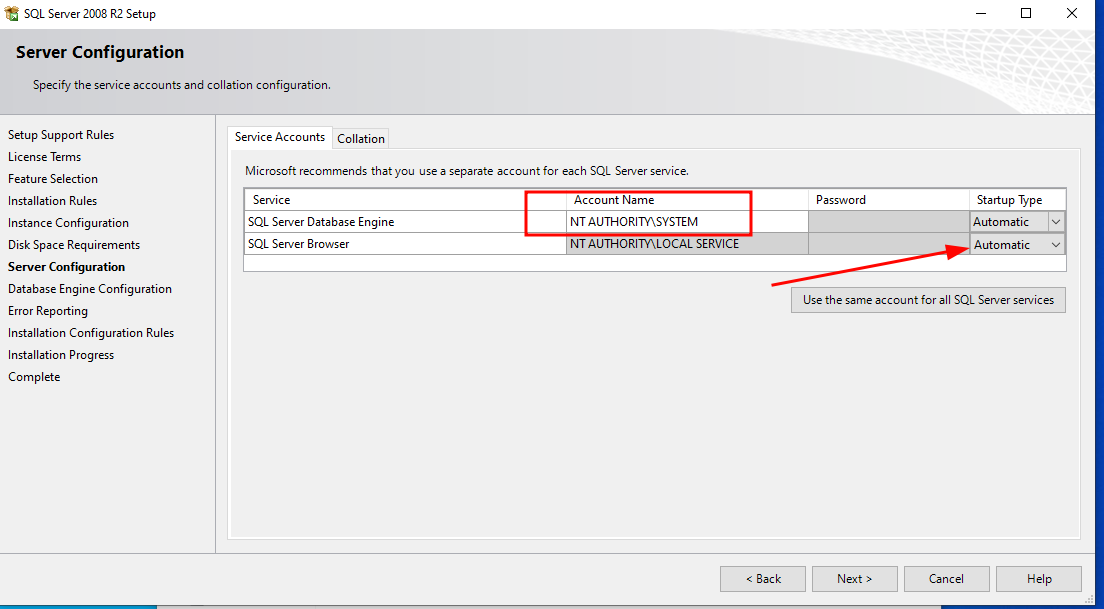 SQL Server 2008 R2 Setup
Server Configuration
Specify the service accounts and collation configuration.
Setup Support Rules
License Terms
Feature Selection
Installation Rules
Instance Configuration
Disk Space Requirements
Server Configuration
Database Engine Configuration
Error Reporting
Installation Configuration Rules
Installation Progress
Complete
Service Accounts Collation
Microsoft recommends that you use a separate account for each SQL Server service.
Service Account Name Password Startup Type
SQL Server Database Engine NT AUTHORITY\SYSTEM Automatic
SQL Server Browser NT AUTHORITY\LOCAL SERVICE Automatic
Use the same account for all SQL Server services
< Back Next > Cancel Help